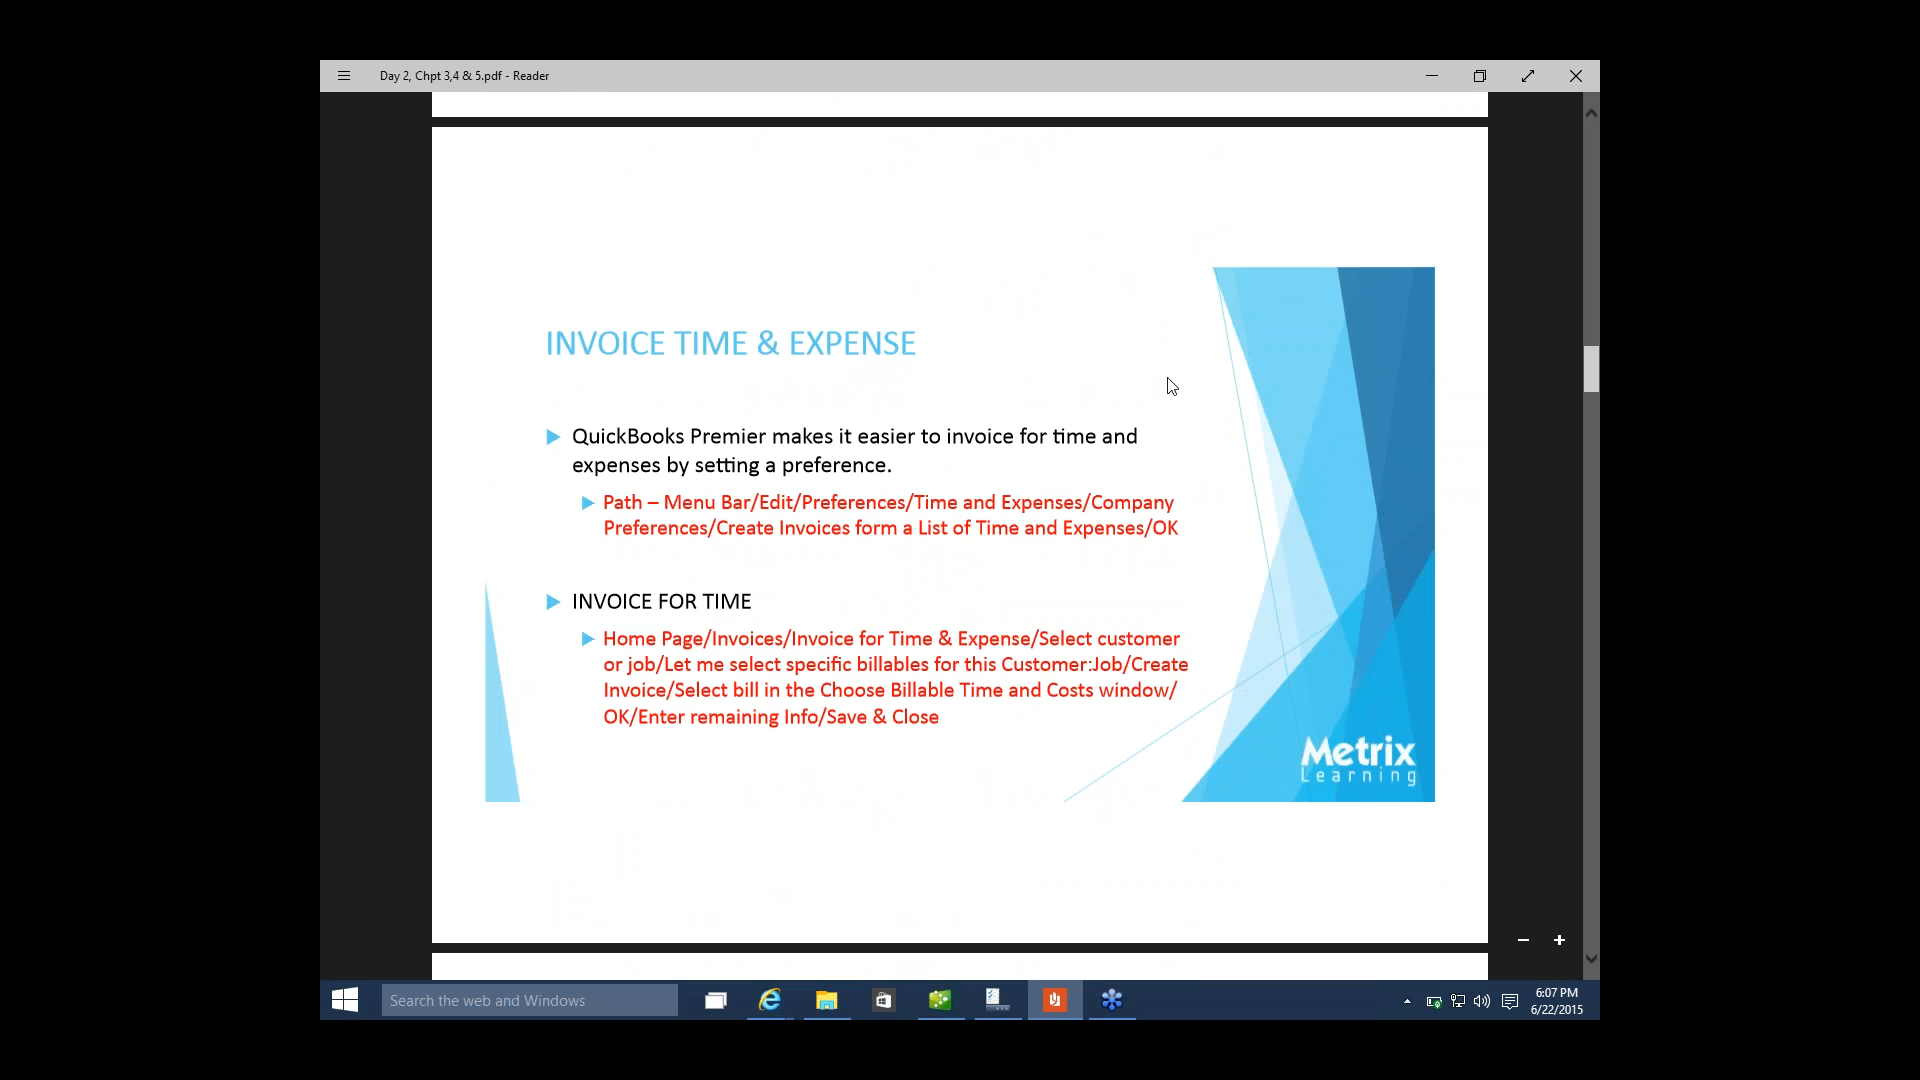 Day 2, Chpt 3,4 & 5.pdf - Reader
INVOICE TIME & EXPENSE
QuickBooks Premier makes it easier to invoice for time and
expenses by setting a preference.
Path – Menu Bar/Edit/Preferences/Time and Expenses/Company
Preferences/Create Invoices form a List of Time and Expenses/OK
INVOICE FOR TIME
Home Page/Invoices/Invoice for Time & Expense/Select customer
or job/Let me select specific billables for this Customer:Job/Create
Invoice/Select bill in the Choose Billable Time and Costs window/
OK/Enter remaining Info/Save & Close
Metrix
Learning
Search the web and Windows
6:07 PM
6/22/2015